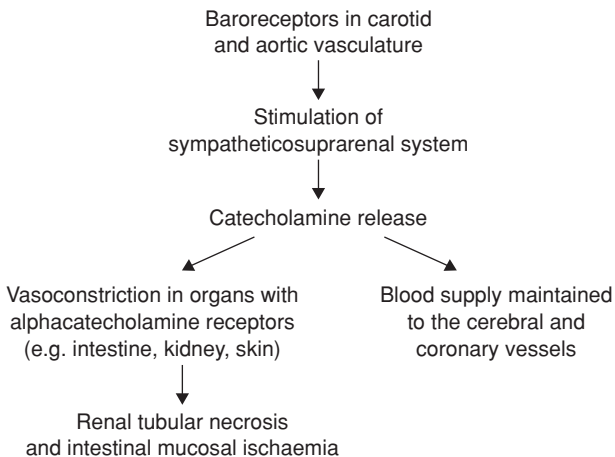 Baroreceptors in carotid
and aortic vasculature
Stimulation of
sympatheticosuprarenal system
Catecholamine release
Vasoconstriction in organs with
alphacatecholamine receptors
(e.g. intestine, kidney, skin)
Blood supply maintained
to the cerebral and
coronary vessels
Renal tubular necrosis
and intestinal mucosal ischaemia